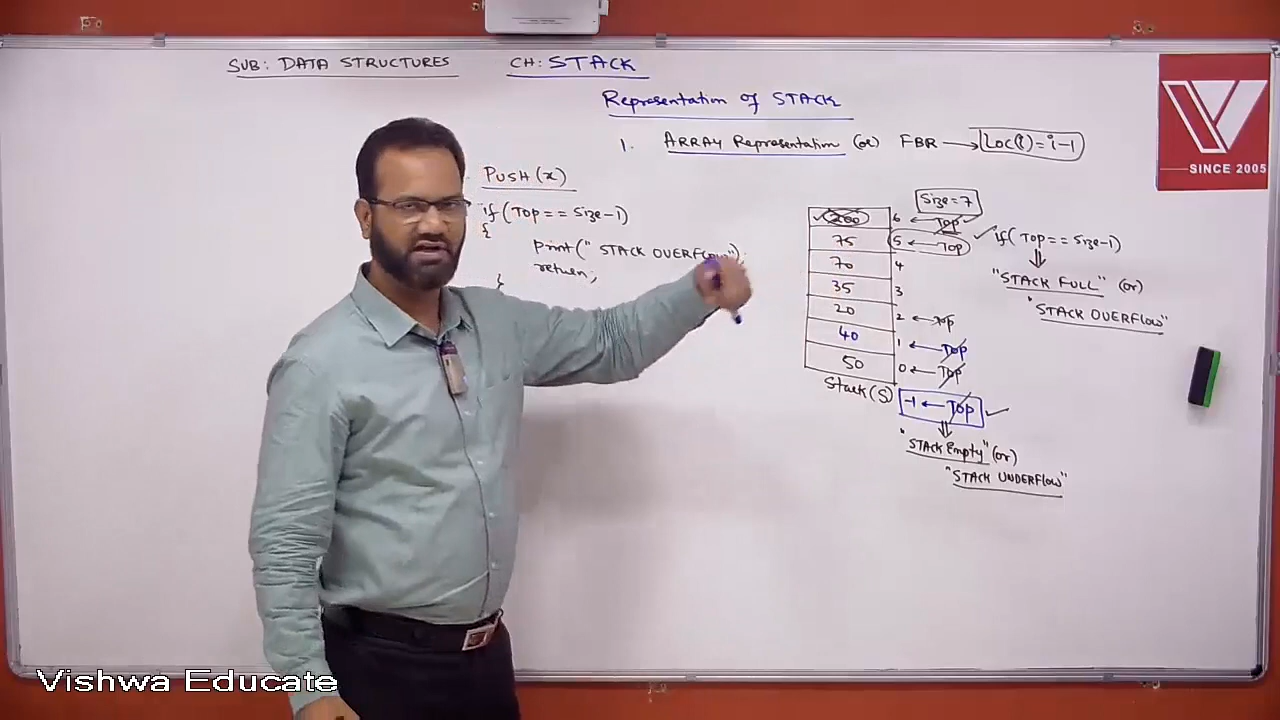 SUB: DATA STRUCTURES CH: STACK
Representation of STACK
1. ARRAY Representation (or) FBR → Loc(i)=i-1
SINCE 2005
PUSH(x)
if(Top==Size-1)
{
Print(" STACK OVERFLOW");
return;
}
Size=7
200 6 ← Top
75 5 ← Top
70 4
35 3
20 2 ← Top
40 1 ← Top
50 0 ← Top
Stack(S)
-1 ← Top
"STACK Empty" (or)
"STACK UNDERFLOW"
if( Top==Size-1)
"STACK FULL" (or)
"STACK OVERFLOW"
Vishwa Educate